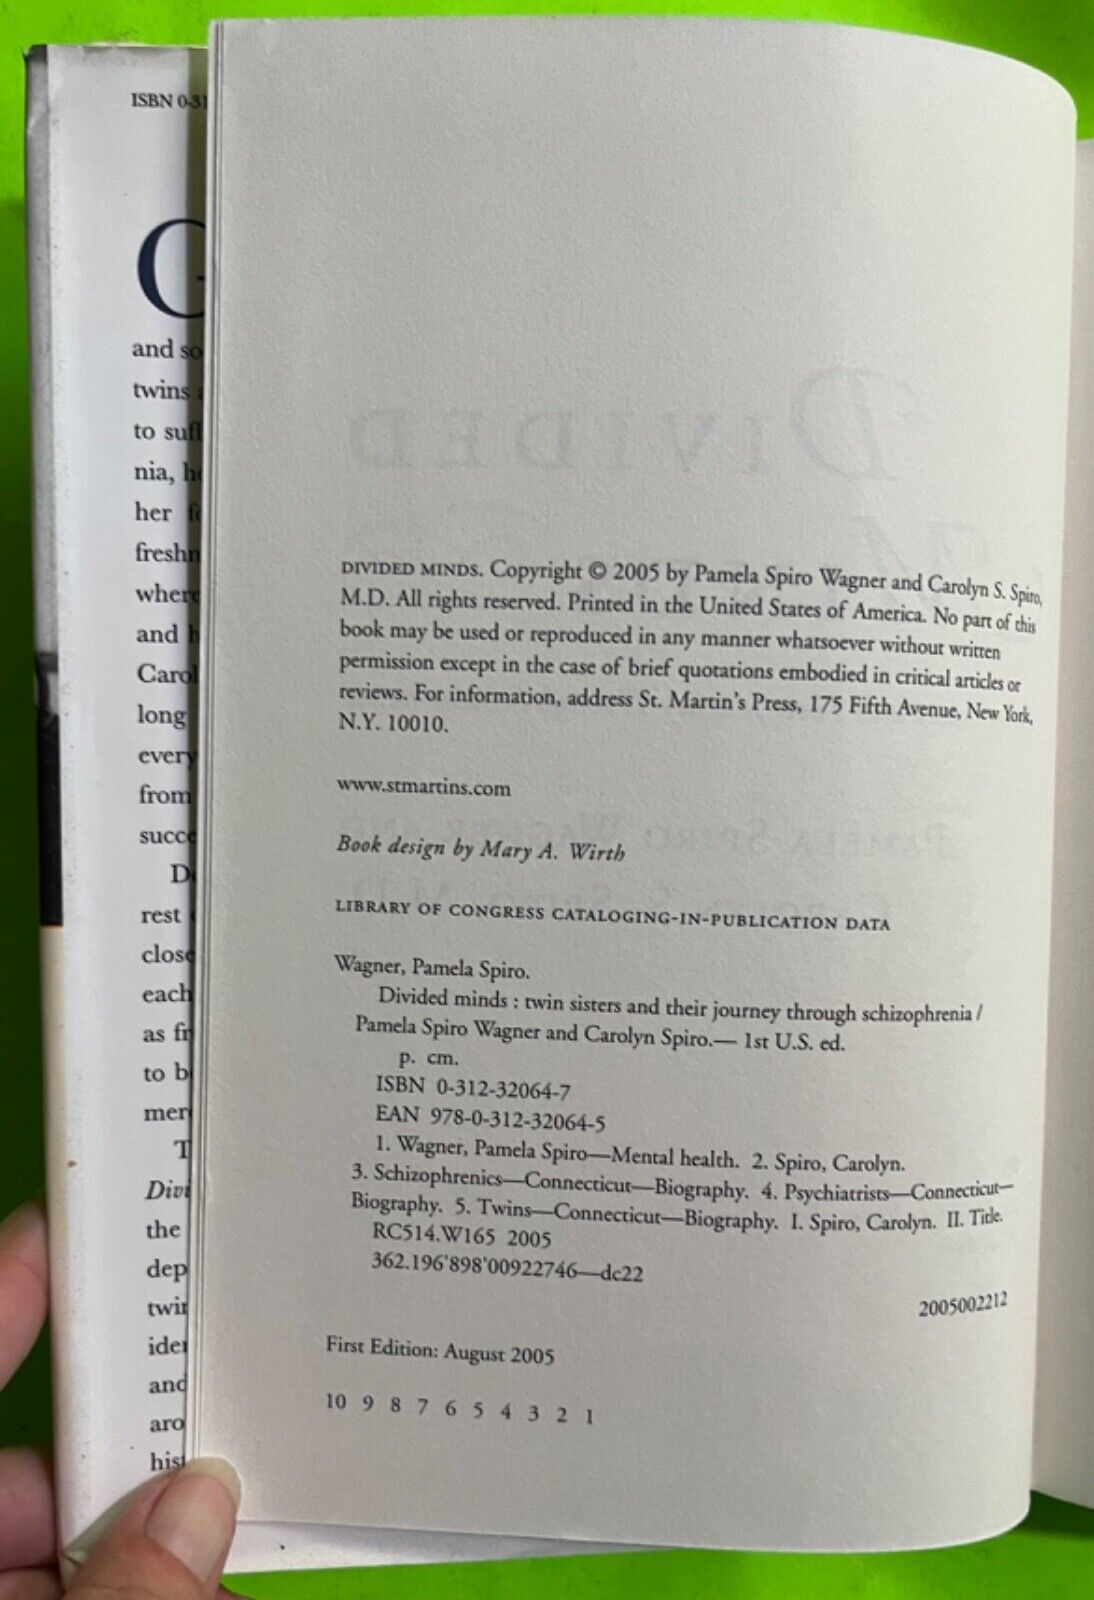 ISBN 0-31
G
and so
twins
to suf
nia, h
her
fresh
where
and
Carol
long
every
from
succe
D
rest
close
each
as fr
to b
men
T
Divi
the
dep
twin
iden
and
aro
hist
DIVIDED
DIVIDED MINDS. Copyright © 2005 by Pamela Spiro Wagner and Carolyn S. Spiro,
M.D. All rights reserved. Printed in the United States of America. No part of this
book may be used or reproduced in any manner whatsoever without written
permission except in the case of brief quotations embodied in critical articles or
reviews. For information, address St. Martin's Press, 175 Fifth Avenue, New York,
N.Y. 10010.
www.stmartins.com
Book design by Mary A. Wirth
LIBRARY OF CONGRESS CATALOGING-IN-PUBLICATION DATA
Wagner, Pamela Spiro.
Divided minds : twin sisters and their journey through schizophrenia /
Pamela Spiro Wagner and Carolyn Spiro.— 1st U.S. ed.
p. cm.
ISBN 0-312-32064-7
EAN 978-0-312-32064-5
1. Wagner, Pamela Spiro—Mental health. 2. Spiro, Carolyn.
3. Schizophrenics—Connecticut—Biography. 4. Psychiatrists—Connecticut—
Biography. 5. Twins—Connecticut—Biography. I. Spiro, Carolyn. II. Title.
RC514.W165 2005
362.196'898'00922746—dc22
2005002212
First Edition: August 2005
10 9 8 7 6 5 4 3 2 1